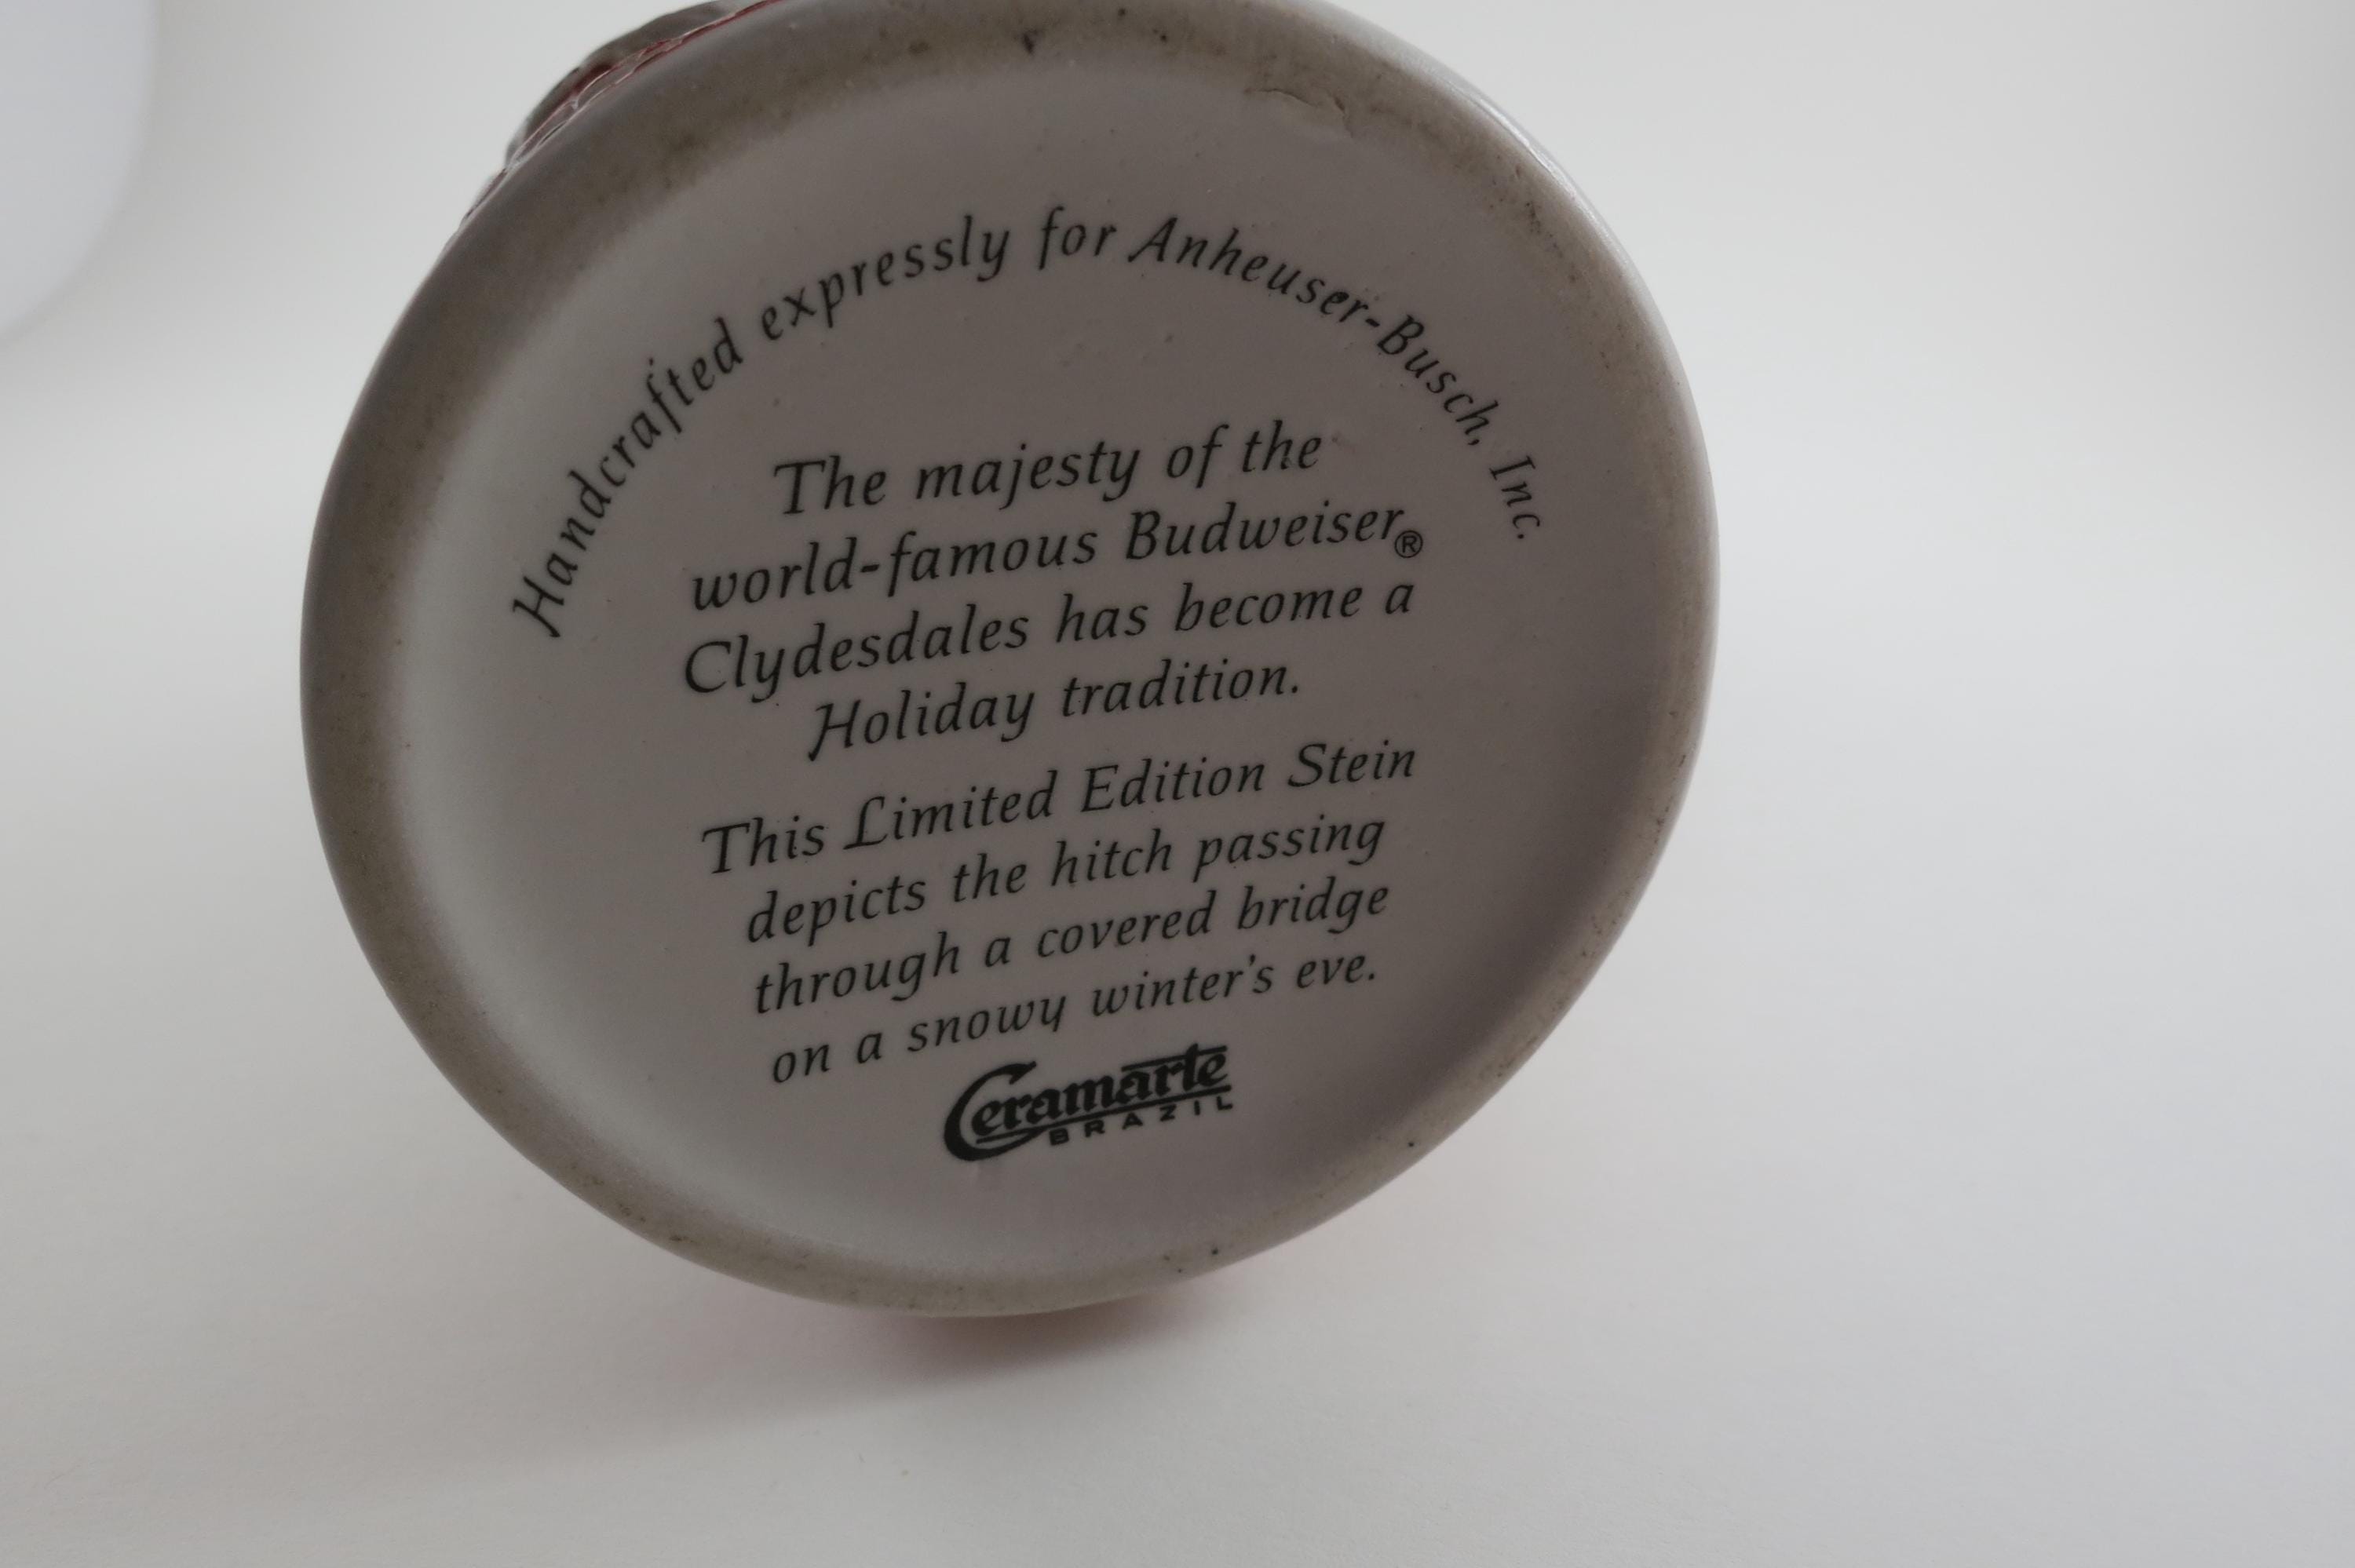 Handcrafted expressly for Anheuser-Busch, Inc.
The majesty of the
world-famous Budweiser®
Clydesdales has become a
Holiday tradition.
This Limited Edition Stein
depicts the hitch passing
through a covered bridge
on a snowy winter's eve.
Ceramarte
BRAZIL